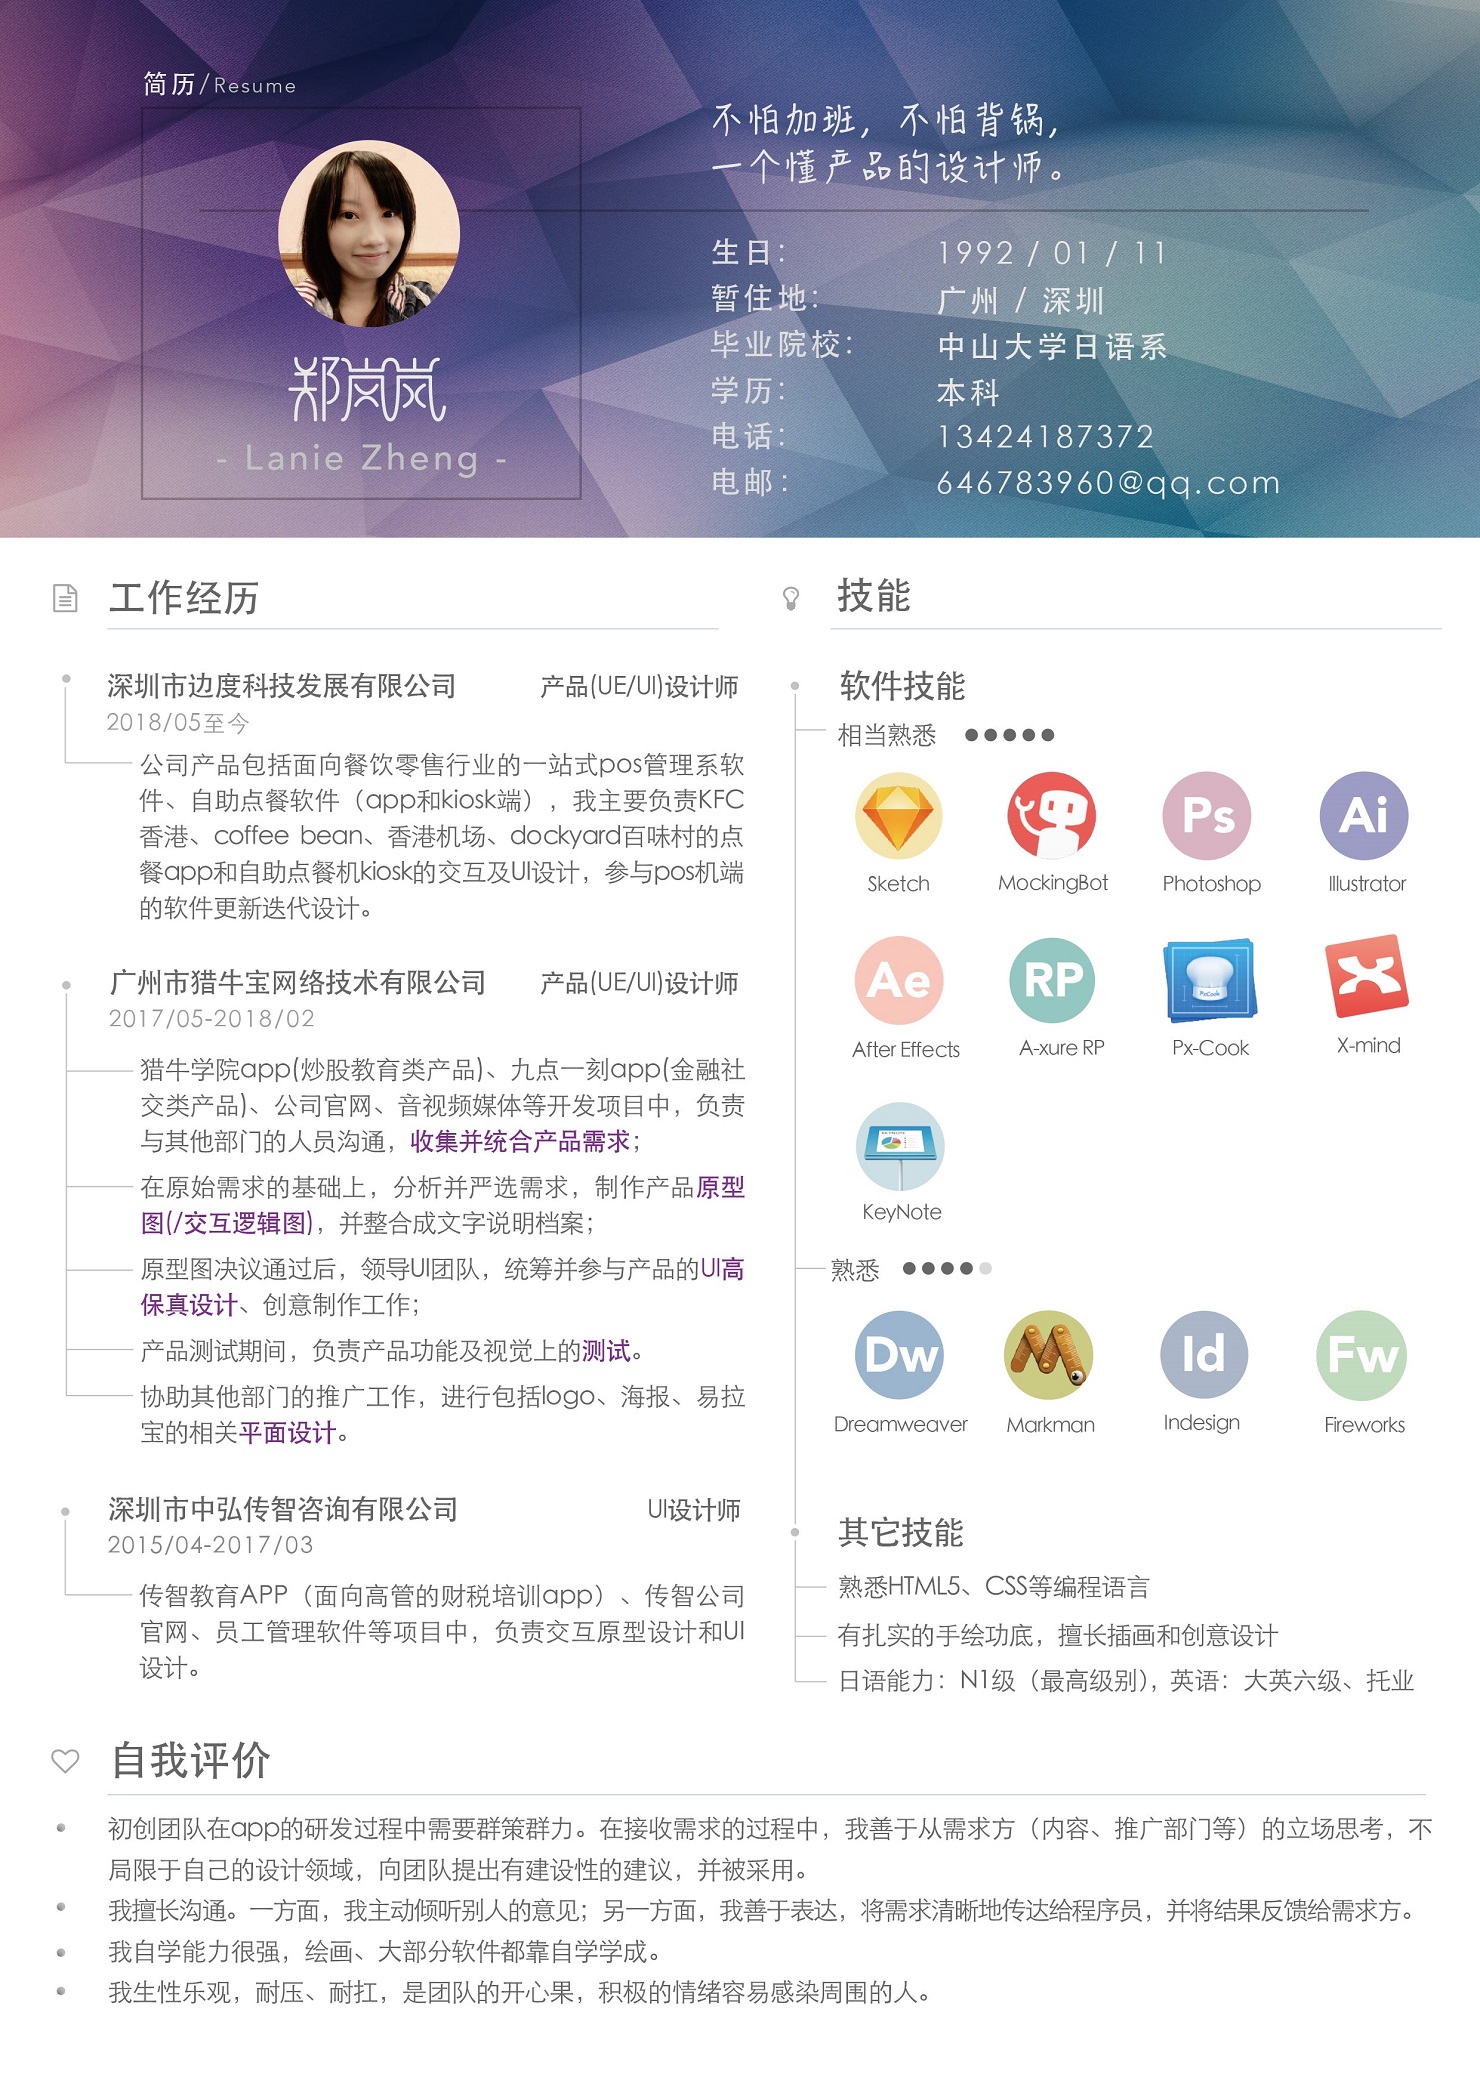 简历/Resume
不怕加班，不怕背锅，
一个懂产品的设计师。
郑岚岚
- Lanie Zheng -
生日： 1992 / 01 / 11
暂住地： 广州 / 深圳
毕业院校： 中山大学日语系
学历： 本科
电话： 13424187372
电邮： 646783960@qq.com
工作经历
深圳市边度科技发展有限公司 产品(UE/UI)设计师
2018/05至今
公司产品包括面向餐饮零售行业的一站式pos管理系软
件、自助点餐软件（app和kiosk端），我主要负责KFC
香港、coffee bean、香港机场、dockyard百味村的点
餐app和自助点餐机kiosk的交互及UI设计，参与pos机端
的软件更新迭代设计。
广州市猎牛宝网络技术有限公司 产品(UE/UI)设计师
2017/05-2018/02
猎牛学院app(炒股教育类产品)、九点一刻app(金融社
交类产品)、公司官网、音视频媒体等开发项目中，负责
与其他部门的人员沟通，收集并统合产品需求；
在原始需求的基础上，分析并严选需求，制作产品原型
图(/交互逻辑图)，并整合成文字说明档案；
原型图决议通过后，领导UI团队，统筹并参与产品的UI高
保真设计、创意制作工作；
产品测试期间，负责产品功能及视觉上的测试。
协助其他部门的推广工作，进行包括logo、海报、易拉
宝的相关平面设计。
深圳市中弘传智咨询有限公司 UI设计师
2015/04-2017/03
传智教育APP（面向高管的财税培训app）、传智公司
官网、员工管理软件等项目中，负责交互原型设计和UI
设计。
技能
软件技能
相当熟悉
Ps Ai
Sketch MockingBot Photoshop Illustrator
Ae RP PxCook
After Effects A-xure RP Px-Cook X-mind
KEYNOTE
KeyNote
熟悉
Dw Id Fw
Dreamweaver Markman Indesign Fireworks
其它技能
熟悉HTML5、CSS等编程语言
有扎实的手绘功底，擅长插画和创意设计
日语能力：N1级（最高级别），英语：大英六级、托业
自我评价
初创团队在app的研发过程中需要群策群力。在接收需求的过程中，我善于从需求方（内容、推广部门等）的立场思考，不
局限于自己的设计领域，向团队提出有建设性的建议，并被采用。
我擅长沟通。一方面，我主动倾听别人的意见；另一方面，我善于表达，将需求清晰地传达给程序员，并将结果反馈给需求方。
我自学能力很强，绘画、大部分软件都靠自学学成。
我生性乐观，耐压、耐扛，是团队的开心果，积极的情绪容易感染周围的人。